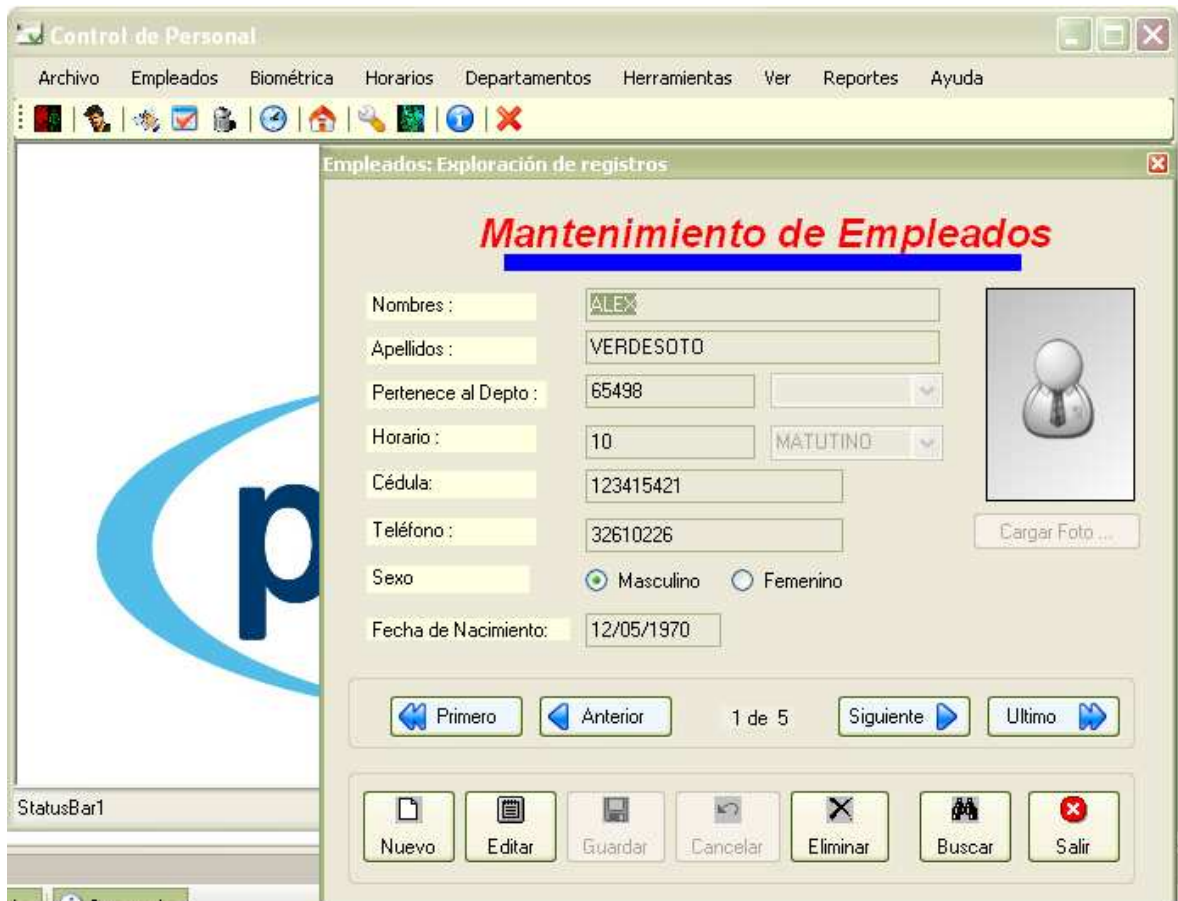 Control de Personal
Archivo Empleados Biométrica Horarios Departamentos Herramientas Ver Reportes Ayuda
Empleados: Exploración de registros
Mantenimiento de Empleados
Nombres : ALEX
Apellidos : VERDESOTO
Pertenece al Depto : 65498
Horario : 10 MATUTINO
Cédula: 123415421
Teléfono : 32610226
Cargar Foto ...
Sexo Masculino Femenino
Fecha de Nacimiento: 12/05/1970
p
Primero Anterior 1 de 5 Siguiente Ultimo
StatusBar1
Nuevo Editar Guardar Cancelar Eliminar Buscar Salir